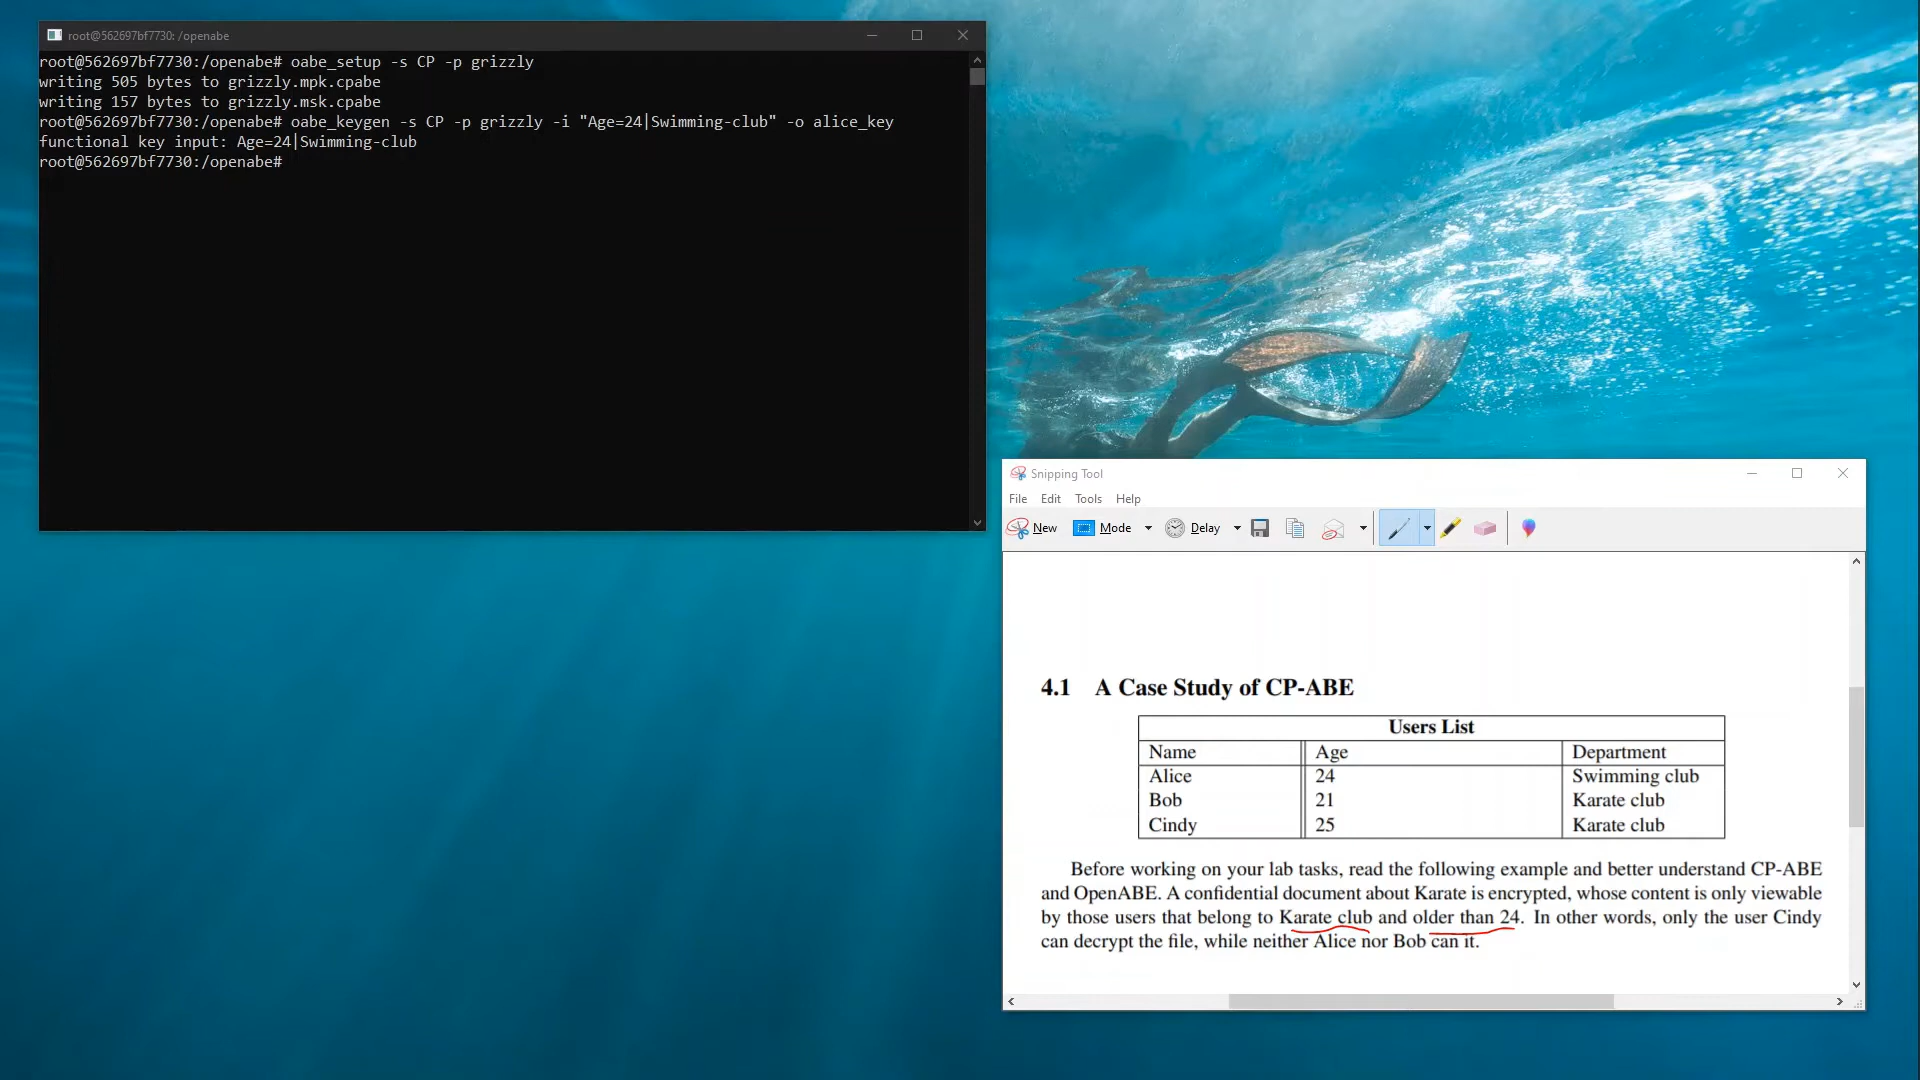 root@562697bf7730: /openabe
root@562697bf7730:/openabe# oabe_setup -s CP -p grizzly
writing 505 bytes to grizzly.mpk.cpabe
writing 157 bytes to grizzly.msk.cpabe
root@562697bf7730:/openabe# oabe_keygen -s CP -p grizzly -i "Age=24|Swimming-club" -o alice_key
functional key input: Age=24|Swimming-club
root@562697bf7730:/openabe#
Snipping Tool
File Edit Tools Help
New Mode Delay
4.1 A Case Study of CP-ABE
Users List
Name Age Department
Alice 24 Swimming club
Bob 21 Karate club
Cindy 25 Karate club
Before working on your lab tasks, read the following example and better understand CP-ABE
and OpenABE. A confidential document about Karate is encrypted, whose content is only viewable
by those users that belong to Karate club and older than 24. In other words, only the user Cindy
can decrypt the file, while neither Alice nor Bob can it.